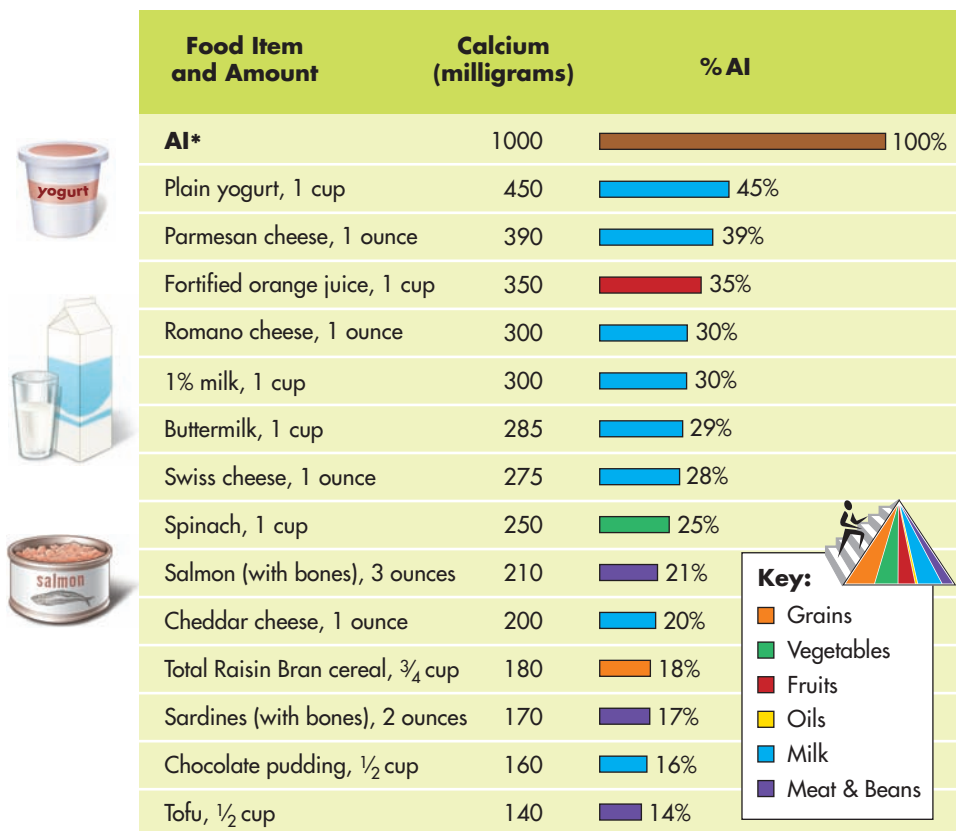 Food Item
and Amount
Calcium
(milligrams)
% AI
AI* 1000 100%
Plain yogurt, 1 cup 450 45%
Parmesan cheese, 1 ounce 390 39%
Fortified orange juice, 1 cup 350 35%
Romano cheese, 1 ounce 300 30%
1% milk, 1 cup 300 30%
Buttermilk, 1 cup 285 29%
Swiss cheese, 1 ounce 275 28%
Spinach, 1 cup 250 25%
Salmon (with bones), 3 ounces 210 21%
Cheddar cheese, 1 ounce 200 20%
Total Raisin Bran cereal, ¾ cup 180 18%
Sardines (with bones), 2 ounces 170 17%
Chocolate pudding, ½ cup 160 16%
Tofu, ½ cup 140 14%
yogurt
salmon
Key:
Grains
Vegetables
Fruits
Oils
Milk
Meat & Beans